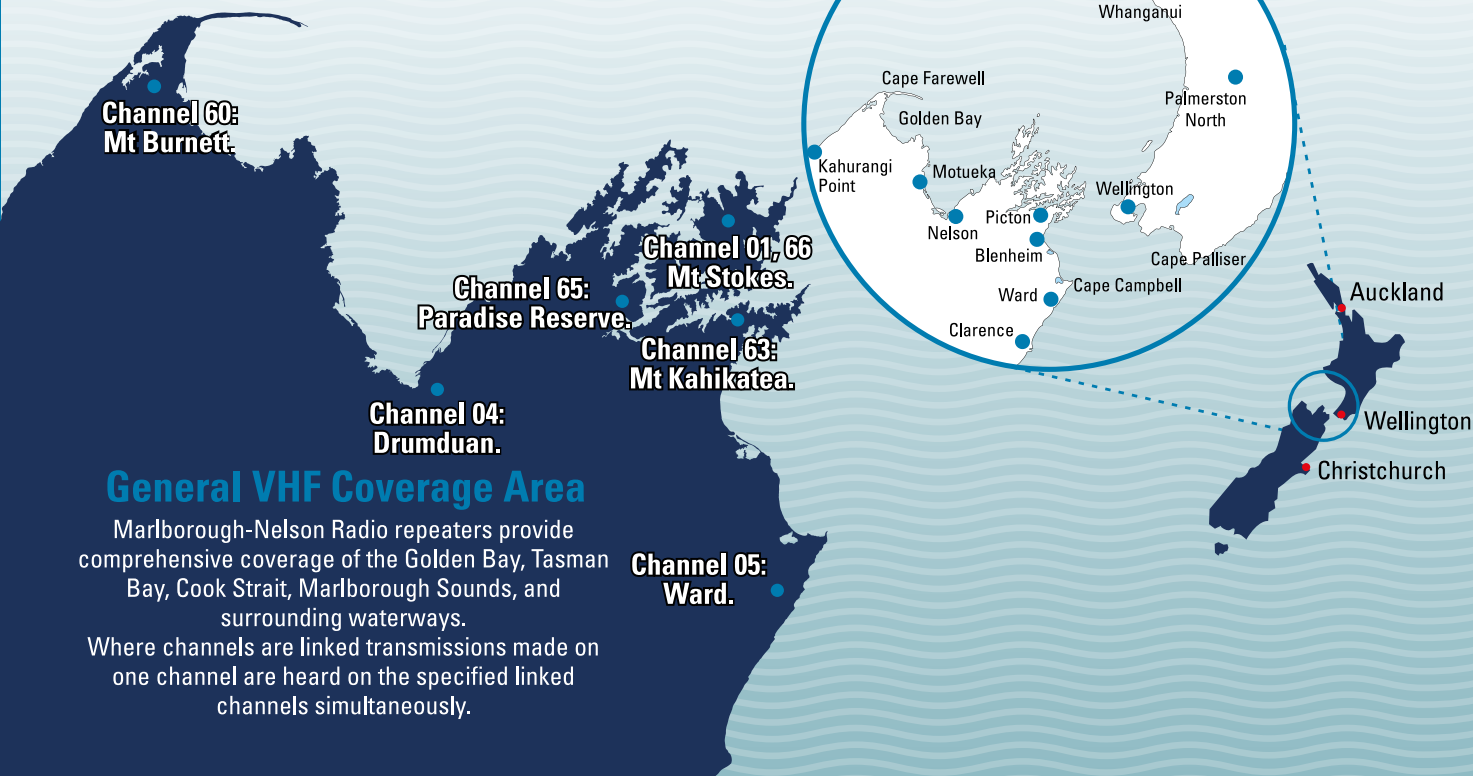 Channel 60:
Mt Burnett.
Channel 01, 66
Mt Stokes.
Channel 65:
Paradise Reserve.
Channel 63:
Mt Kahikatea.
Channel 04:
Drumduan.
Channel 05:
Ward.
General VHF Coverage Area
Marlborough-Nelson Radio repeaters provide
comprehensive coverage of the Golden Bay, Tasman
Bay, Cook Strait, Marlborough Sounds, and
surrounding waterways.
Where channels are linked transmissions made on
one channel are heard on the specified linked
channels simultaneously.
Whanganui
Cape Farewell
Palmerston
North
Golden Bay
Kahurangi
Point
Motueka
Wellington
Nelson
Picton
Blenheim
Cape Palliser
Ward
Cape Campbell
Clarence
Auckland
Wellington
Christchurch